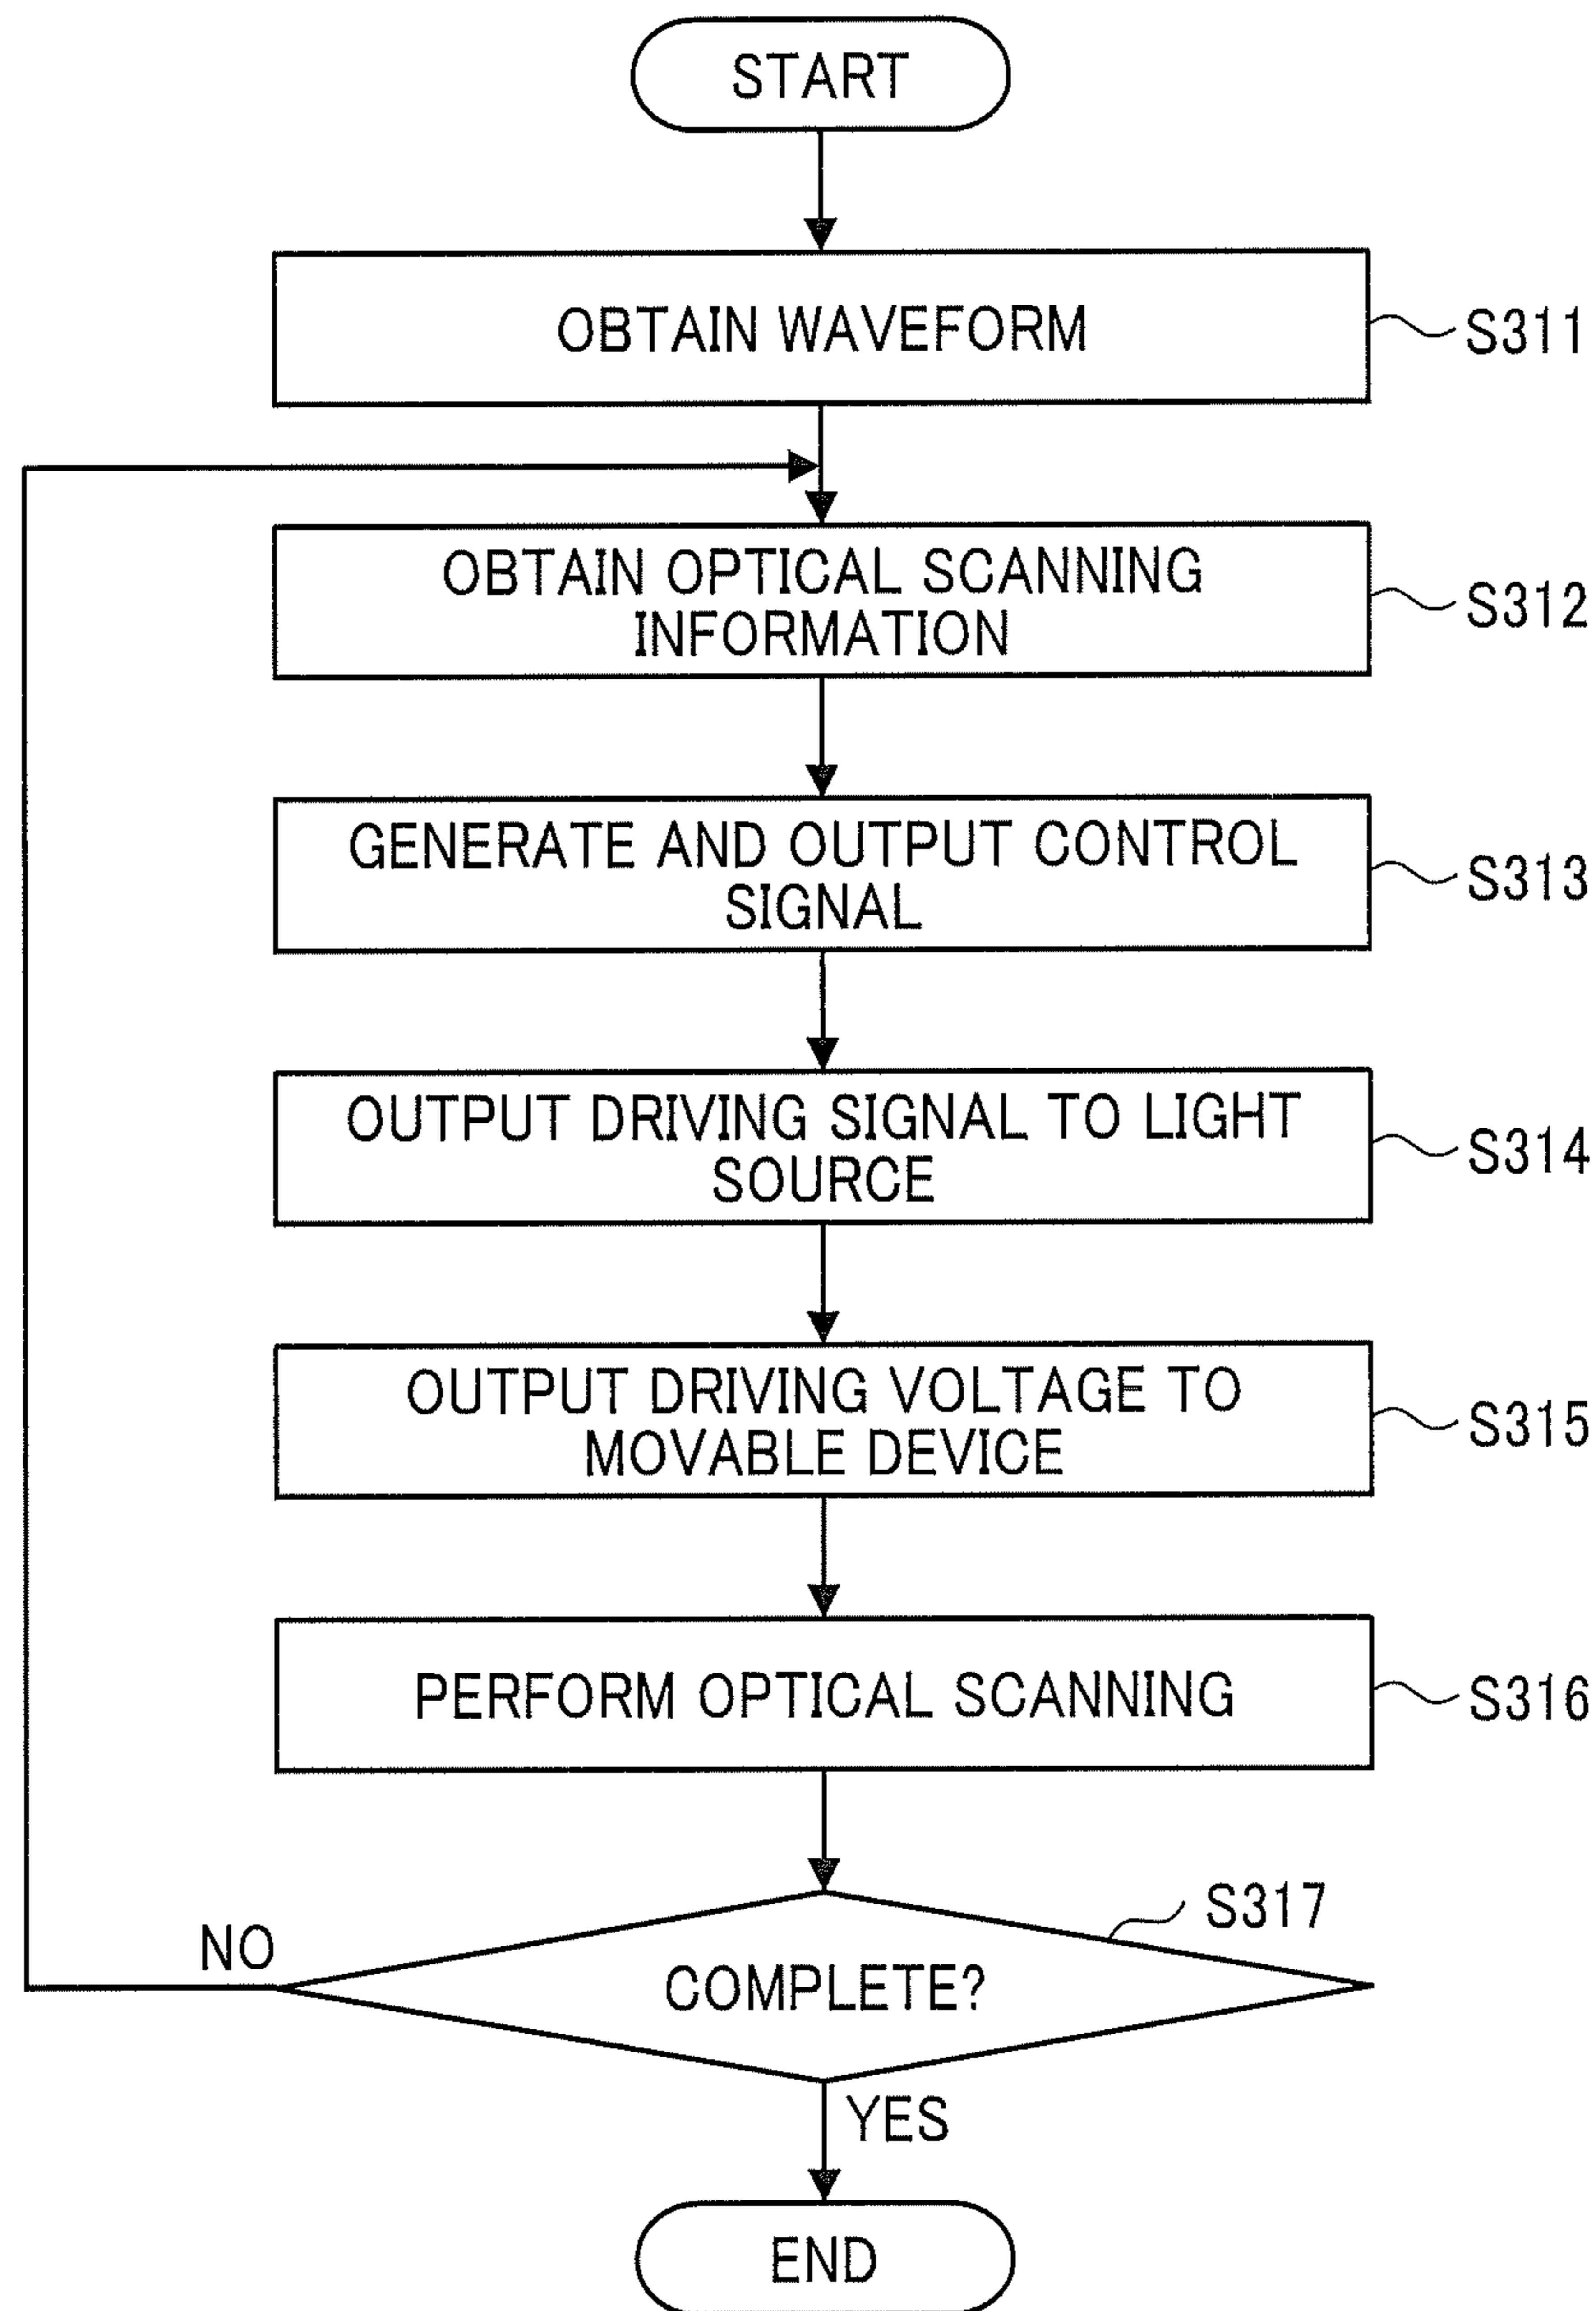 START
OBTAIN WAVEFORM
S311
OBTAIN OPTICAL SCANNING
INFORMATION
S312
GENERATE AND OUTPUT CONTROL
SIGNAL
S313
OUTPUT DRIVING SIGNAL TO LIGHT
SOURCE
S314
OUTPUT DRIVING VOLTAGE TO
MOVABLE DEVICE
S315
PERFORM OPTICAL SCANNING
S316
S317
NO
COMPLETE?
YES
END